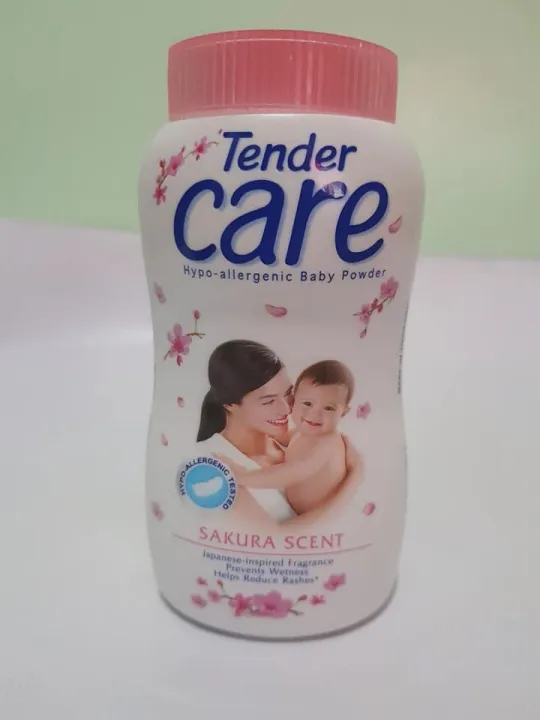 Tender
care
Hypo-allergenic Baby Powder
HYPO-ALLERGENIC TESTED
SAKURA SCENT
Japanese-inspired Fragrance
Prevents Wetness
Helps Reduce Rashes*